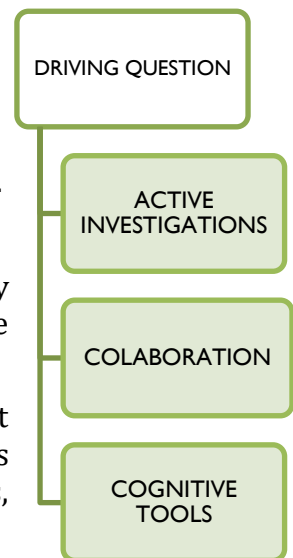 DRIVING QUESTION
ACTIVE
INVESTIGATIONS
COLABORATION
COGNITIVE
TOOLS